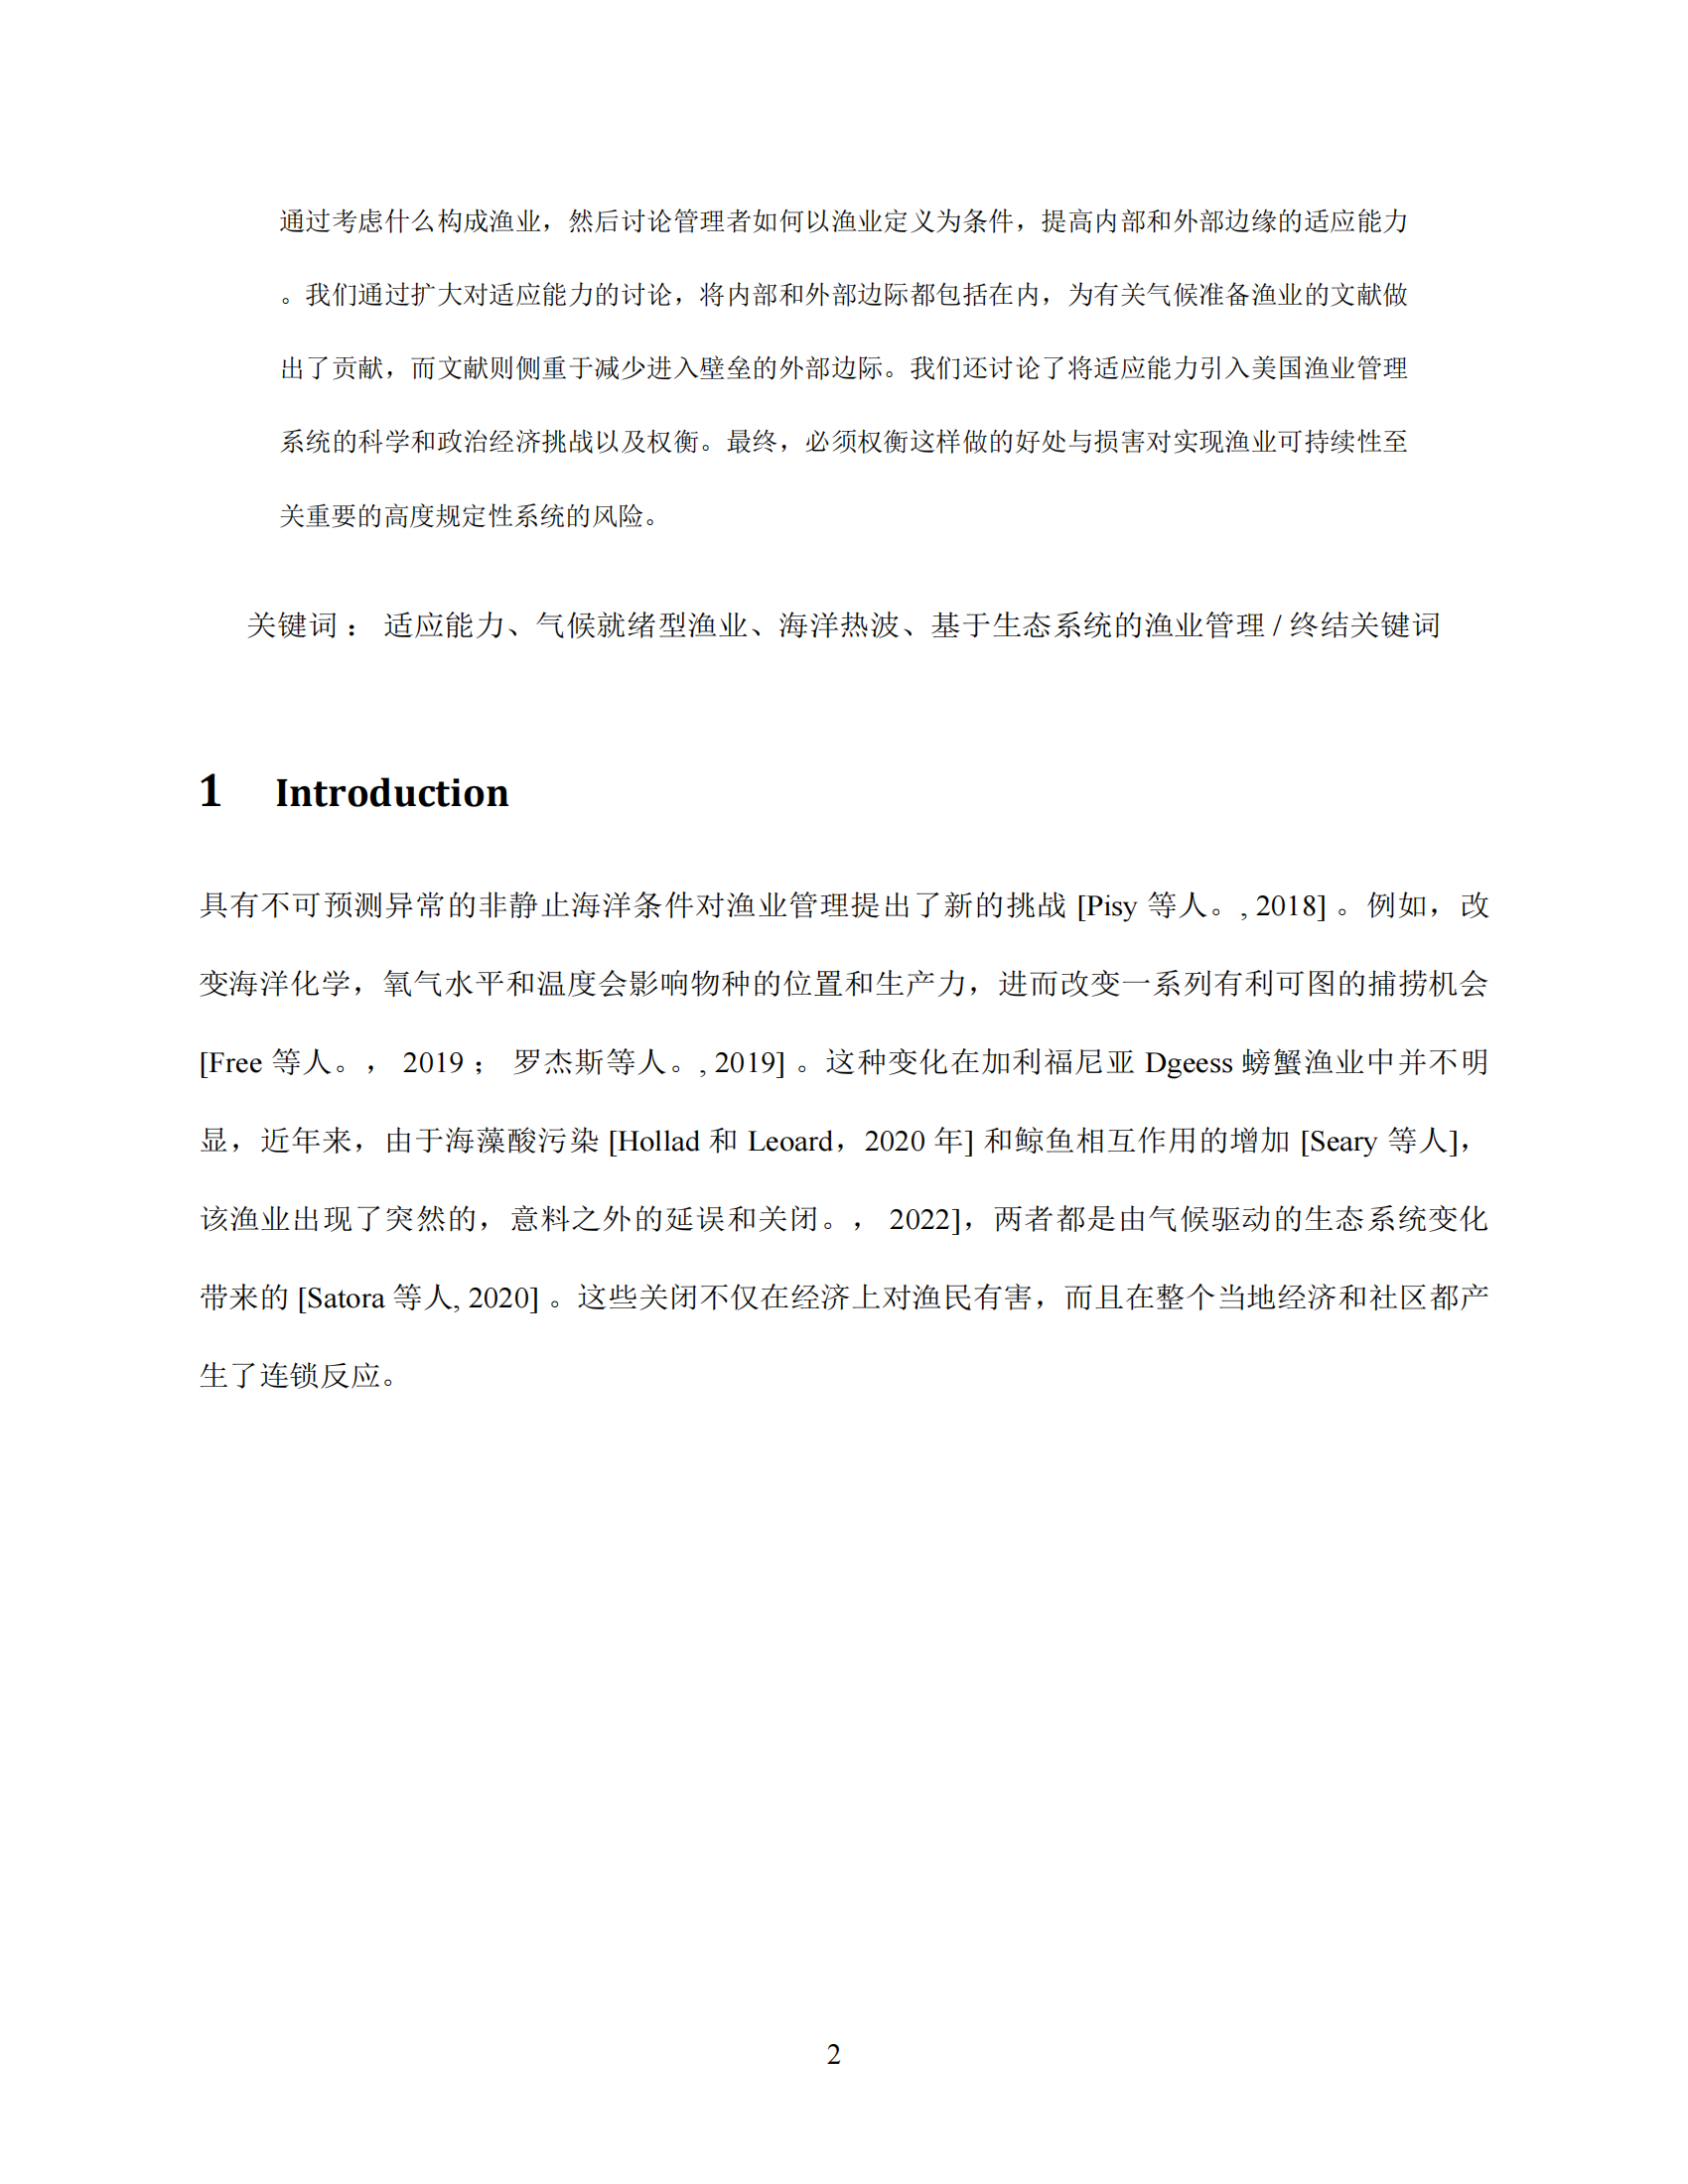 通过考虑什么构成渔业，然后讨论管理者如何以渔业定义为条件，提高内部和外部边缘的适应能力
。我们通过扩大对适应能力的讨论，将内部和外部边际都包括在内，为有关气候准备渔业的文献做
出了贡献，而文献则侧重于减少进入壁垒的外部边际。我们还讨论了将适应能力引入美国渔业管理
系统的科学和政治经济挑战以及权衡。最终，必须权衡这样做的好处与损害对实现渔业可持续性至
关重要的高度规定性系统的风险。
关键词： 适应能力、气候就绪型渔业、海洋热波、基于生态系统的渔业管理 / 终结关键词
1 Introduction
具有不可预测异常的非静止海洋条件对渔业管理提出了新的挑战 [Pisy 等人。, 2018] 。例如，改
变海洋化学，氧气水平和温度会影响物种的位置和生产力，进而改变一系列有利可图的捕捞机会
[Free 等人。， 2019 ； 罗杰斯等人。, 2019] 。这种变化在加利福尼亚 Dgeess 螃蟹渔业中并不明
显，近年来，由于海藻酸污染 [Hollad 和 Leoard，2020 年] 和鲸鱼相互作用的增加 [Seary 等人]，
该渔业出现了突然的，意料之外的延误和关闭。， 2022]，两者都是由气候驱动的生态系统变化
带来的 [Satora 等人, 2020] 。这些关闭不仅在经济上对渔民有害，而且在整个当地经济和社区都产
生了连锁反应。
2